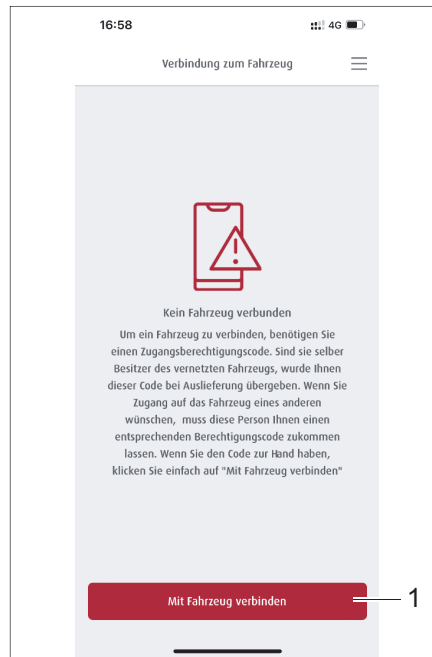 16:58
4G
Verbindung zum Fahrzeug
Kein Fahrzeug verbunden
Um ein Fahrzeug zu verbinden, benötigen Sie
einen Zugangsberechtigungscode. Sind sie selber
Besitzer des vernetzten Fahrzeugs, wurde Ihnen
dieser Code bei Auslieferung übergeben. Wenn Sie
Zugang auf das Fahrzeug eines anderen
wünschen, muss diese Person Ihnen einen
entsprechenden Berechtigungscode zukommen
lassen. Wenn Sie den Code zur Hand haben,
klicken Sie einfach auf "Mit Fahrzeug verbinden"
Mit Fahrzeug verbinden
1